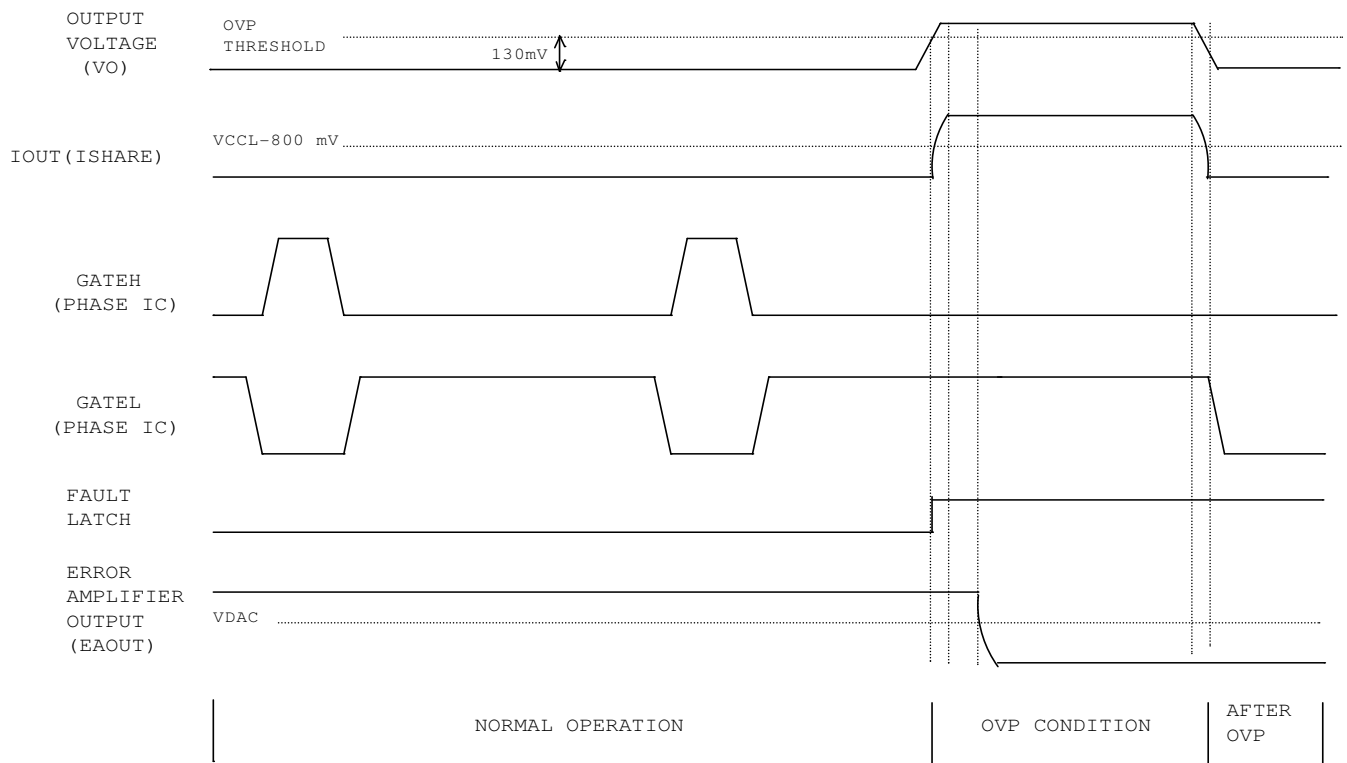 OUTPUT
VOLTAGE
(VO)
OVP
THRESHOLD
130mV
IOUT(ISHARE)
VCCL-800 mV
GATEH
(PHASE IC)
GATEL
(PHASE IC)
FAULT
LATCH
ERROR
AMPLIFIER
OUTPUT
(EAOUT)
VDAC
NORMAL OPERATION
OVP CONDITION
AFTER
OVP